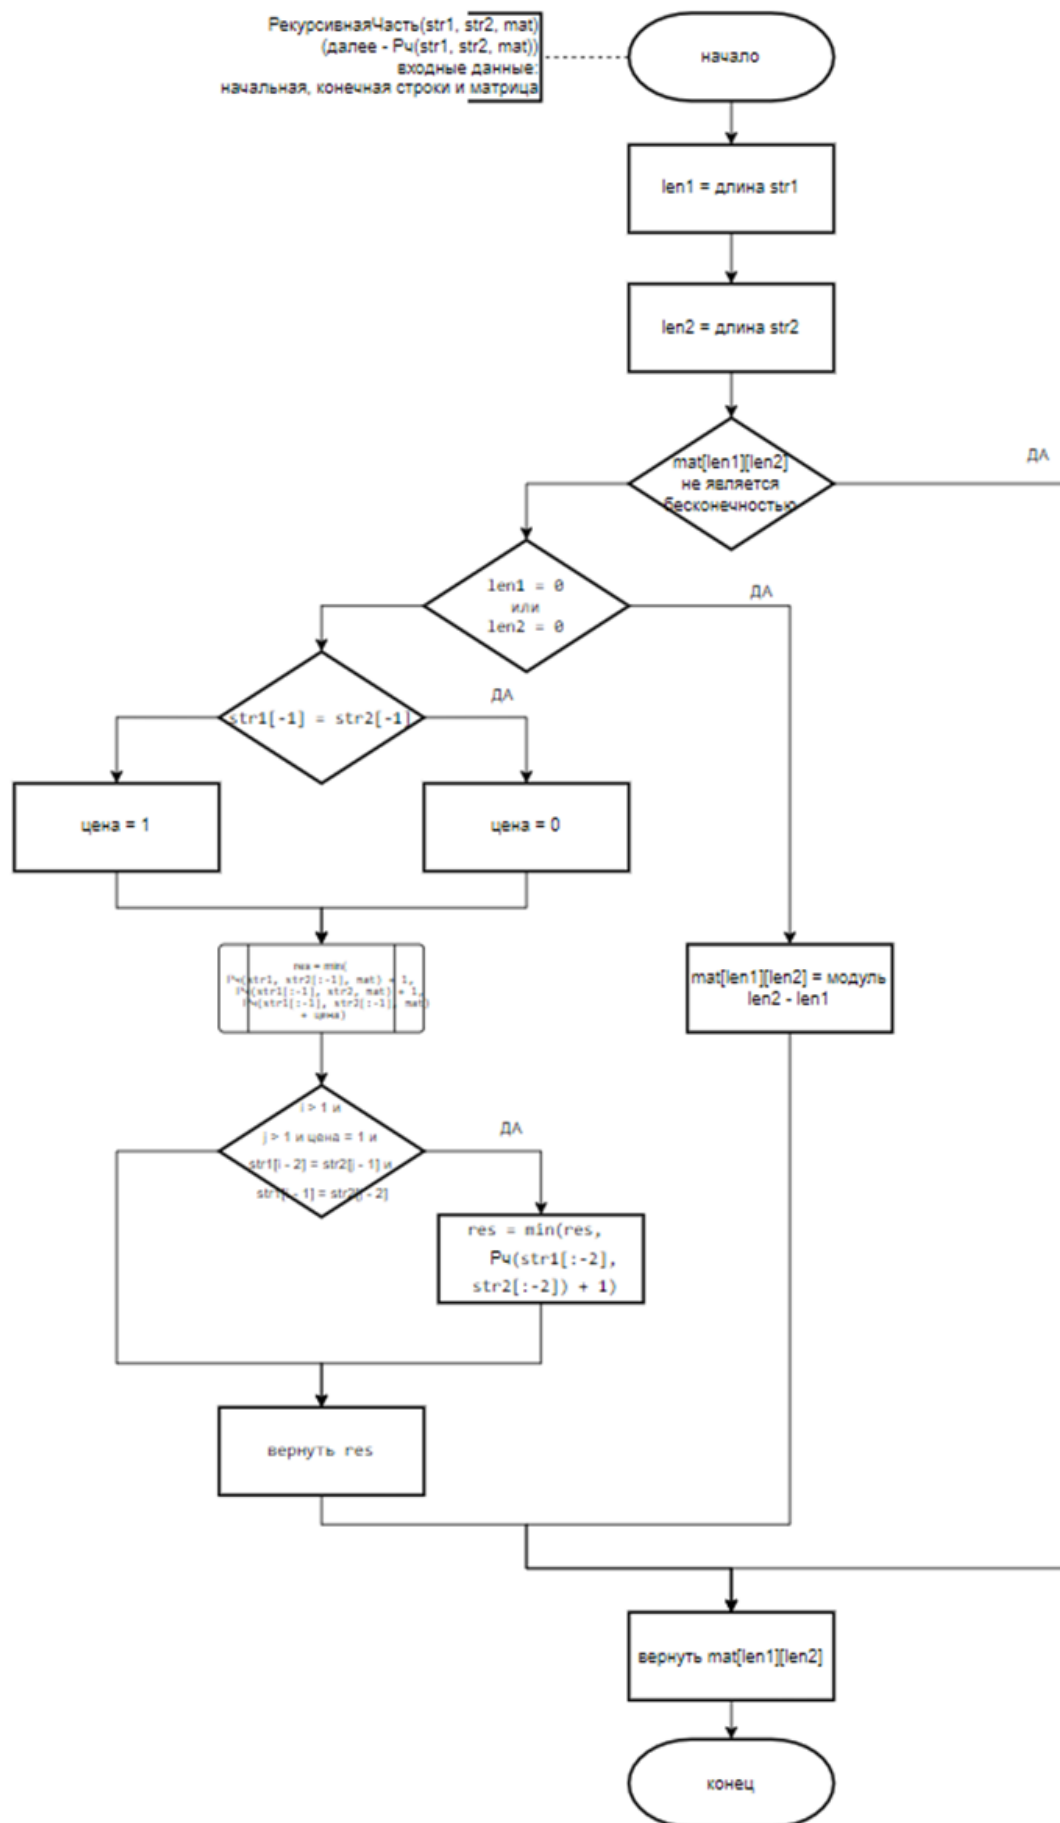 РекурсивнаяЧасть(str1, str2, mat)
(далее - Рч(str1, str2, mat))
входные данные:
начальная, конечная строки и матрица
начало
len1 = длина str1
len2 = длина str2
mat[len1][len2]
не является
бесконечностью
ДА
len1 = 0
или
len2 = 0
ДА
str1[-1] = str2[-1]
ДА
цена = 1
цена = 0
res = min(
Рч(str1, str2[:-1], mat) + 1,
Рч(str1[:-1], str2, mat) + 1,
Рч(str1[:-1], str2[:-1], mat)
+ цена)
mat[len1][len2] = модуль
len2 - len1
i > 1 и
j > 1 и цена = 1 и
str1[i - 2] = str2[j - 1] и
str1[i - 1] = str2[j - 2]
ДА
res = min(res,
Рч(str1[:-2],
str2[:-2]) + 1)
вернуть res
вернуть mat[len1][len2]
конец